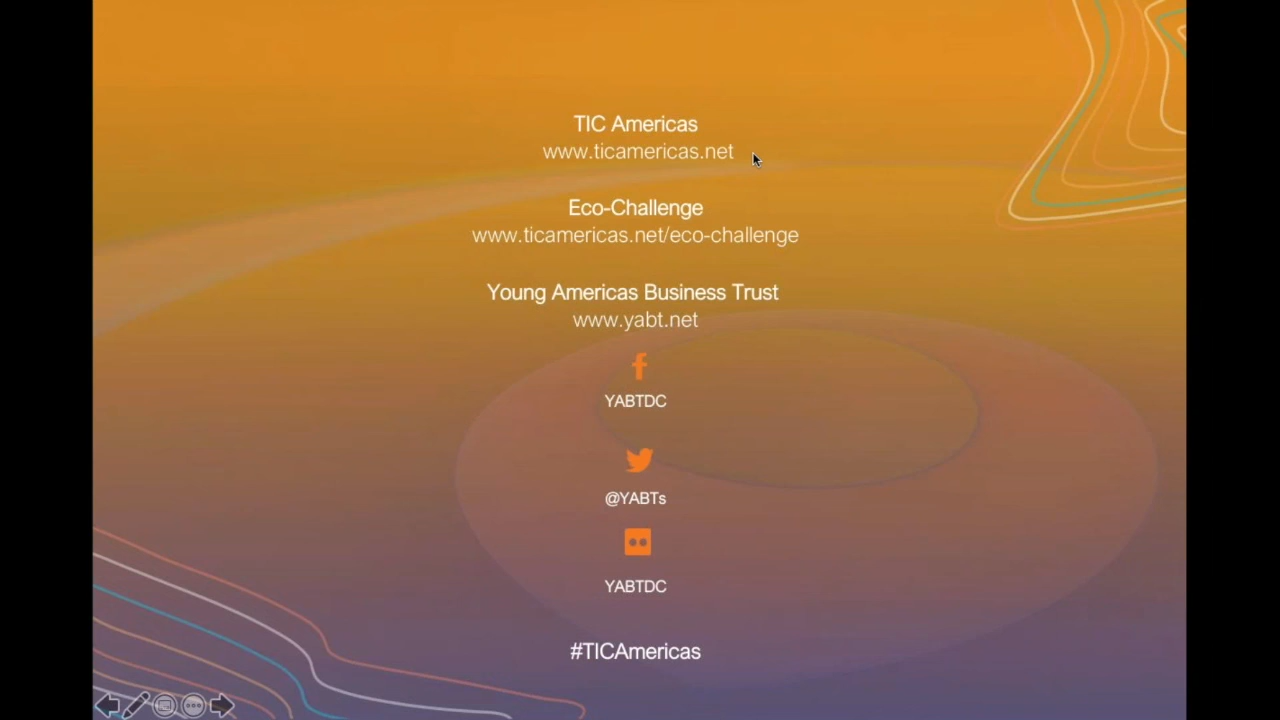 TIC Americas
www.ticamericas.net
Eco-Challenge
www.ticamericas.net/eco-challenge
Young Americas Business Trust
www.yabt.net
YABTDC
@YABTs
YABTDC
#TICAmericas